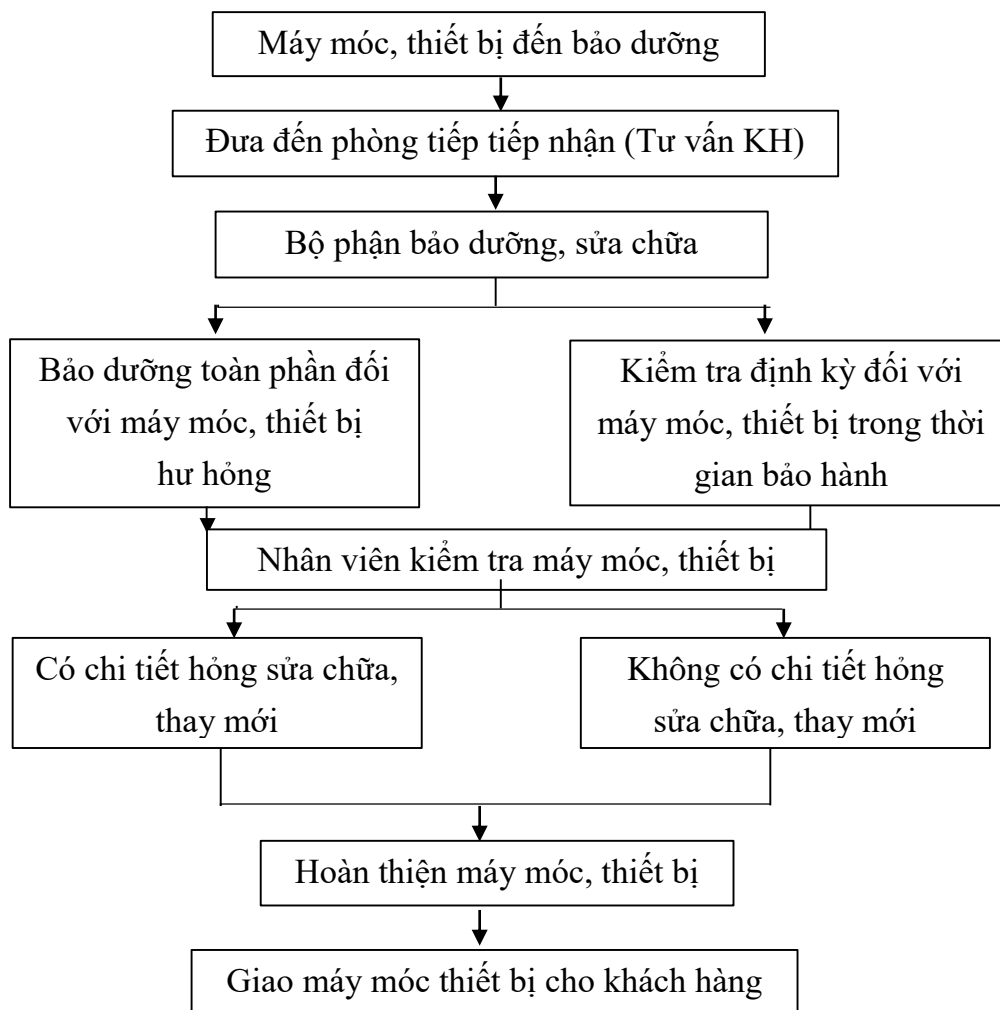 Máy móc, thiết bị đến bảo dưỡng
Đưa đến phòng tiếp tiếp nhận (Tư vấn KH)
Bộ phận bảo dưỡng, sửa chữa
Bảo dưỡng toàn phần đối
với máy móc, thiết bị
hư hỏng
Kiểm tra định kỳ đối với
máy móc, thiết bị trong thời
gian bảo hành
Nhân viên kiểm tra máy móc, thiết bị
Có chi tiết hỏng sửa chữa,
thay mới
Không có chi tiết hỏng
sửa chữa, thay mới
Hoàn thiện máy móc, thiết bị
Giao máy móc thiết bị cho khách hàng